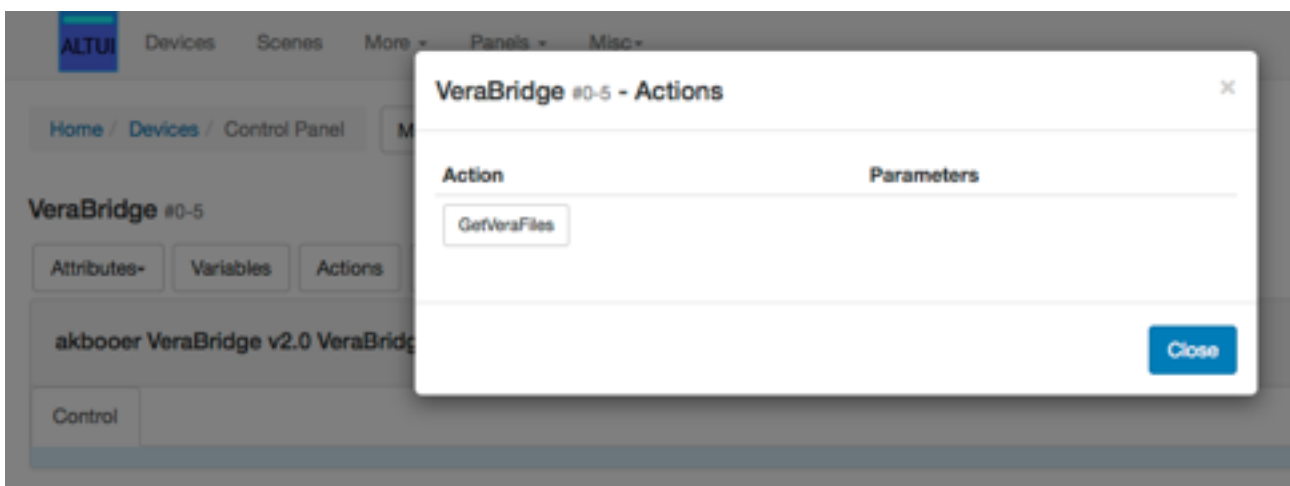 ALTUI Devices Scenes More Panels Misc
VeraBridge #0-5 - Actions ×
Home / Devices / Control Panel M
Action Parameters
VeraBridge #0-5
GetVeraFiles
Attributes Variables Actions
akbooer VeraBridge v2.0 VeraBridg
Close
Control